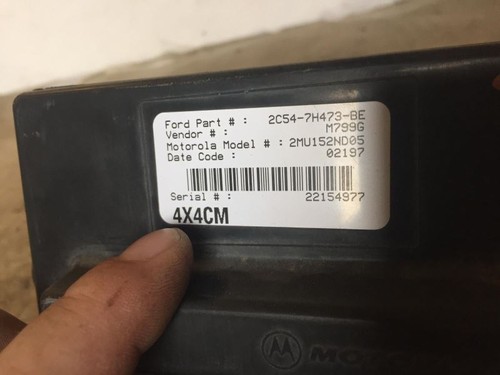 Ford Part # : 2C54-7H473-BE
Vendor # : M799G
Motorola Model # : 2MU152ND05
Date Code : 02197
Serial # : 22154977
4X4CM